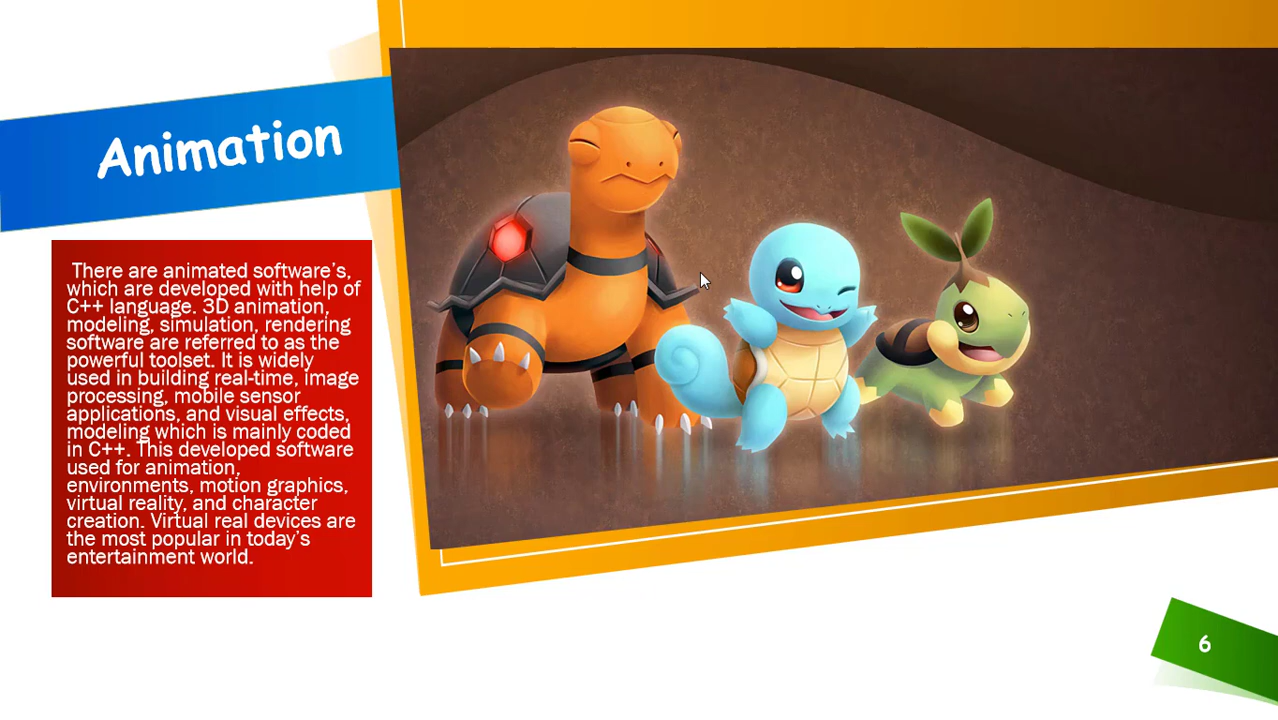 Animation
There are animated software's,
which are developed with help of
C++ language. 3D animation,
modeling, simulation, rendering
software are referred to as the
powerful toolset. It is widely
used in building real-time, image
processing, mobile sensor
applications, and visual effects,
modeling which is mainly coded
in C++. This developed software
used for animation,
environments, motion graphics,
virtual reality, and character
creation. Virtual real devices are
the most popular in today's
entertainment world.
6